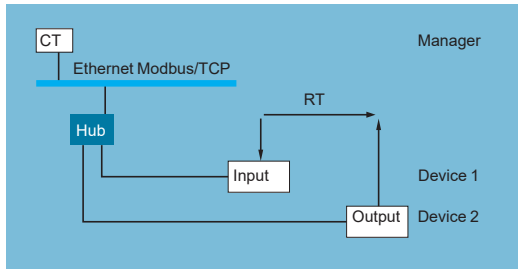 CT
Manager
Ethernet Modbus/TCP
RT
Hub
Input
Device 1
Output
Device 2